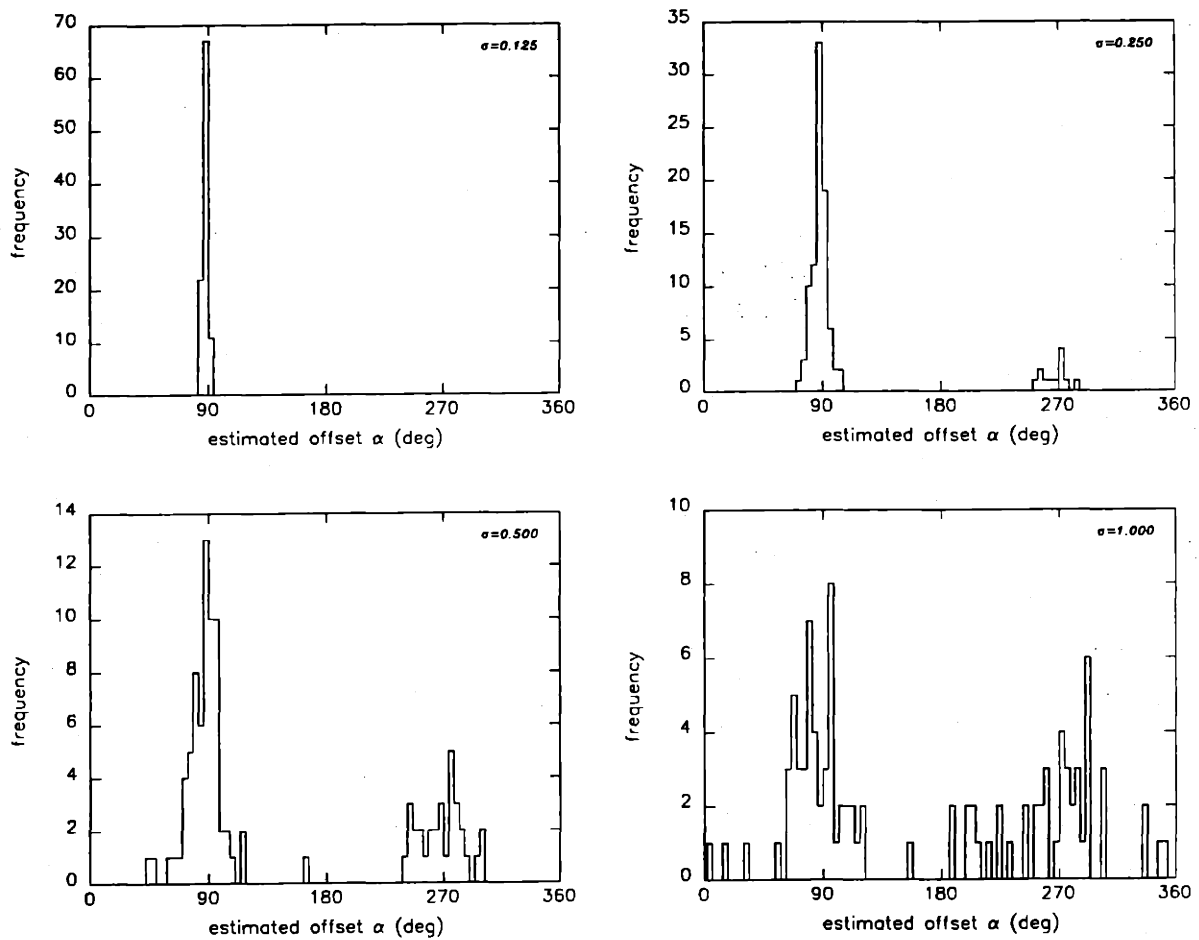 70
60
50
40
30
20
10
0
frequency
σ=0.125
0 90 180 270 360
estimated offset α (deg)
35
30
25
20
15
10
5
0
frequency
σ=0.250
0 90 180 270 360
estimated offset α (deg)
14
12
10
8
6
4
2
0
frequency
σ=0.500
0 90 180 270 360
estimated offset α (deg)
10
8
6
4
2
0
frequency
σ=1.000
0 90 180 270 360
estimated offset α (deg)